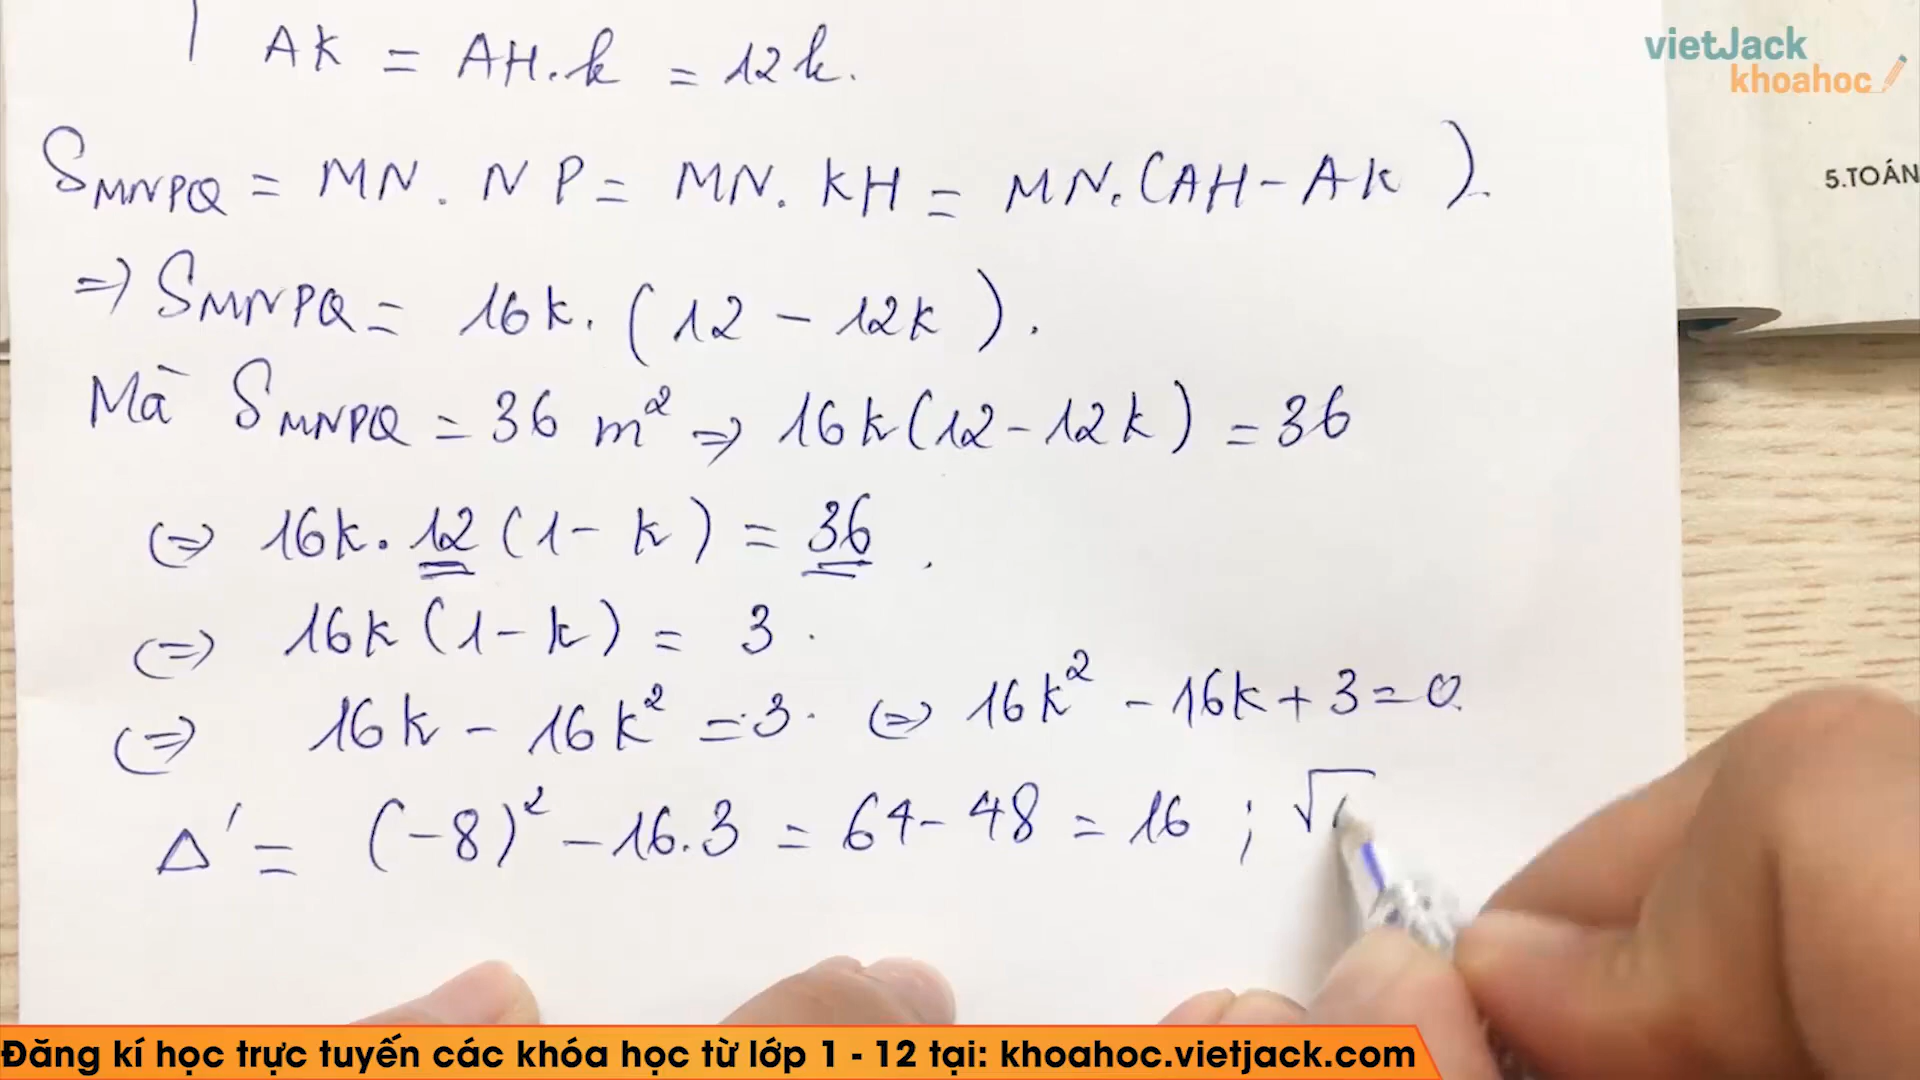 AK = AH.k = 12k.
vietJack
khoahoc
5.TOÁN
SMNPQ = MN . NP = MN. KH = MN.(AH - AK).
=> SMNPQ = 16k. (12 - 12k).
Mà SMNPQ = 36 m² => 16k(12-12k) = 36
<=> 16k.12(1- k) = 36.
<=> 16k(1-k) = 3.
<=> 16k - 16k² = 3. <=> 16k² - 16k + 3 = 0.
Δ' = (-8)² - 16.3 = 64 - 48 = 16 ; √
Đăng kí học trực tuyến các khóa học từ lớp 1 - 12 tại: khoahoc.vietjack.com